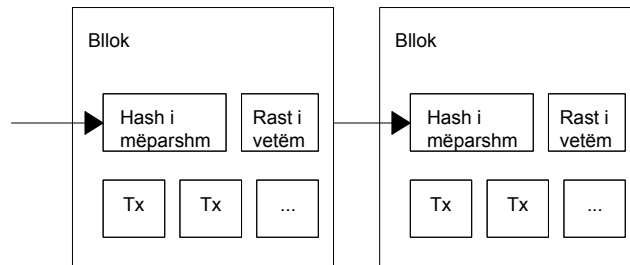 Bllok
Hash i
mëparshm
Rast i
vetëm
Tx
Tx
...
Bllok
Hash i
mëparshm
Rast i
vetëm
Tx
Tx
...